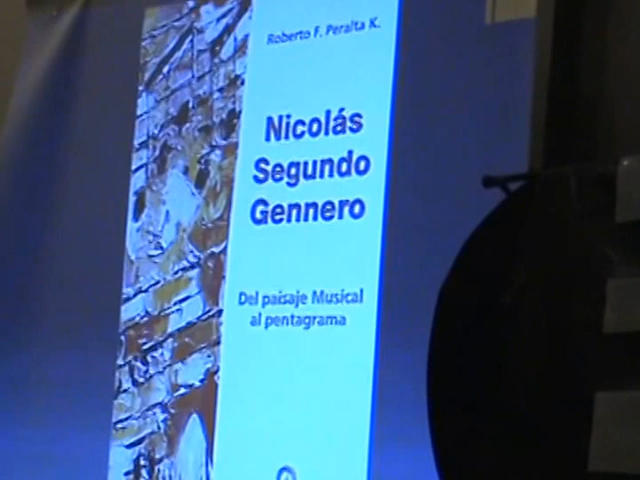 Roberto F. Peralta K.
Nicolás
Segundo
Gennero
Del paisaje Musical
al pentagrama